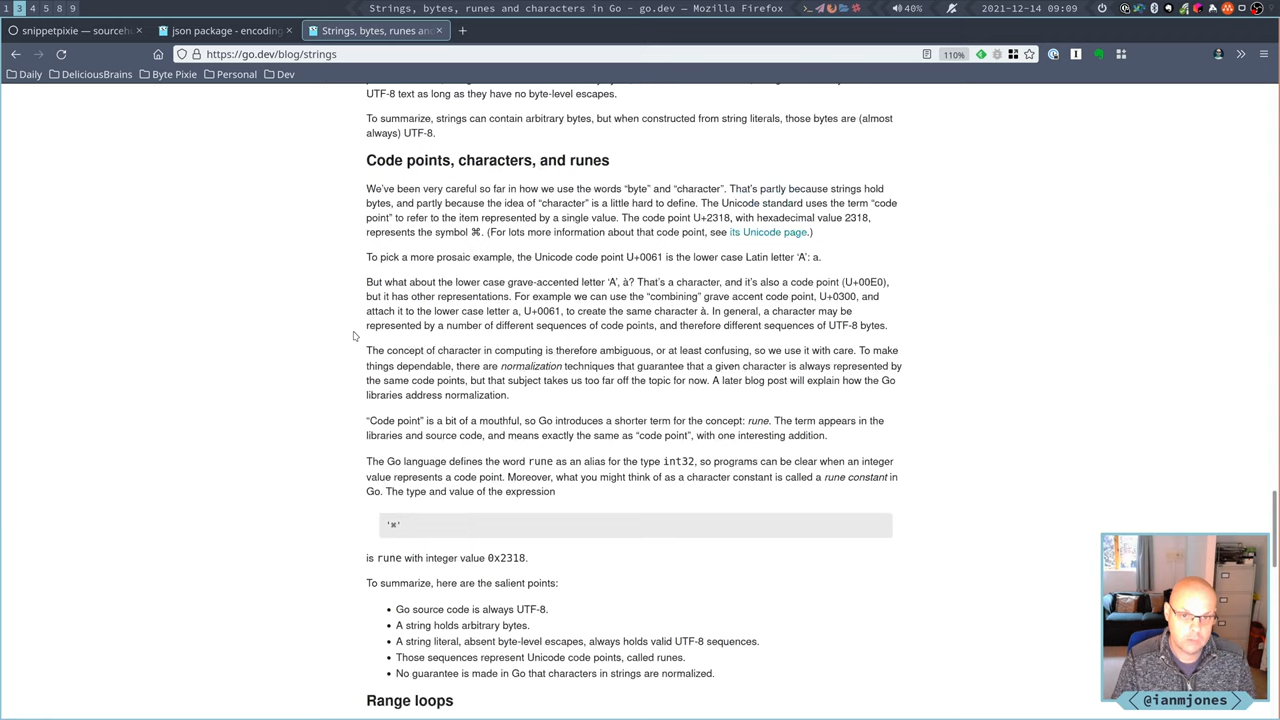 1 3 4 5 8 9
Strings, bytes, runes and characters in Go - go.dev — Mozilla Firefox
40%
2021-12-14 09:09
snippetpixie — sourceh
json package - encoding
Strings, bytes, runes and
https://go.dev/blog/strings
110%
Daily DeliciousBrains Byte Pixie Personal Dev
UTF-8 text as long as they have no byte-level escapes.
To summarize, strings can contain arbitrary bytes, but when constructed from string literals, those bytes are (almost
always) UTF-8.
Code points, characters, and runes
We've been very careful so far in how we use the words “byte” and “character”. That's partly because strings hold
bytes, and partly because the idea of “character” is a little hard to define. The Unicode standard uses the term “code
point” to refer to the item represented by a single value. The code point U+2318, with hexadecimal value 2318,
represents the symbol ⌘. (For lots more information about that code point, see its Unicode page.)
To pick a more prosaic example, the Unicode code point U+0061 is the lower case Latin letter ‘A’: a.
But what about the lower case grave-accented letter ‘A’, à? That's a character, and it's also a code point (U+00E0),
but it has other representations. For example we can use the “combining” grave accent code point, U+0300, and
attach it to the lower case letter a, U+0061, to create the same character à. In general, a character may be
represented by a number of different sequences of code points, and therefore different sequences of UTF-8 bytes.
The concept of character in computing is therefore ambiguous, or at least confusing, so we use it with care. To make
things dependable, there are normalization techniques that guarantee that a given character is always represented by
the same code points, but that subject takes us too far off the topic for now. A later blog post will explain how the Go
libraries address normalization.
“Code point” is a bit of a mouthful, so Go introduces a shorter term for the concept: rune. The term appears in the
libraries and source code, and means exactly the same as “code point”, with one interesting addition.
The Go language defines the word rune as an alias for the type int32, so programs can be clear when an integer
value represents a code point. Moreover, what you might think of as a character constant is called a rune constant in
Go. The type and value of the expression
'⌘'
is rune with integer value 0x2318.
To summarize, here are the salient points:
• Go source code is always UTF-8.
• A string holds arbitrary bytes.
• A string literal, absent byte-level escapes, always holds valid UTF-8 sequences.
• Those sequences represent Unicode code points, called runes.
• No guarantee is made in Go that characters in strings are normalized.
Range loops
@ianmjones